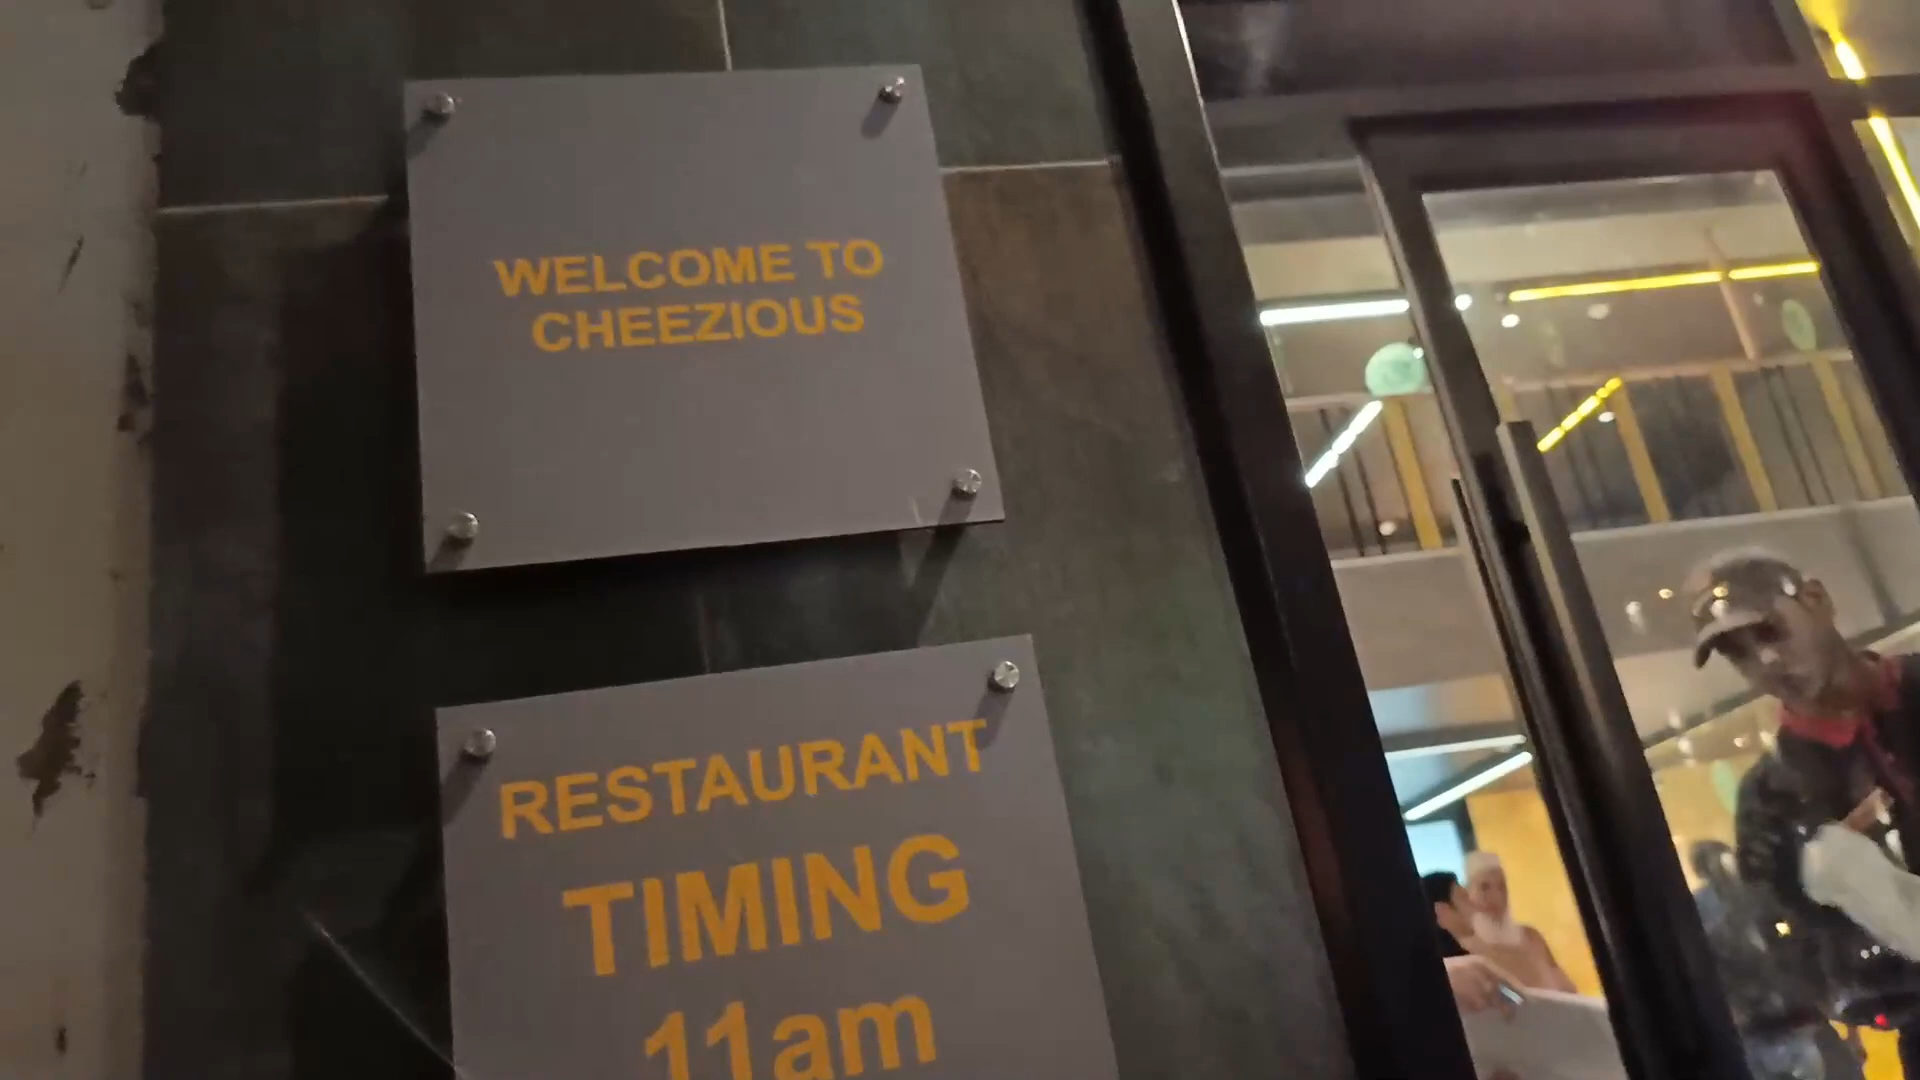 WELCOME TO
CHEEZIOUS
RESTAURANT
TIMING
11am